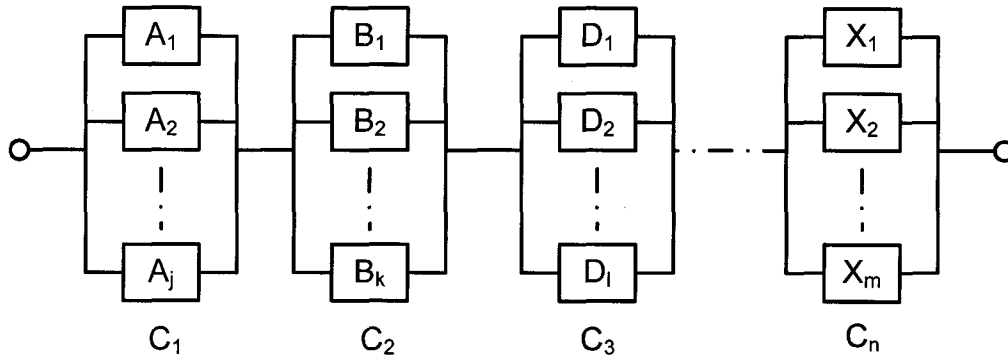 A₁ B₁ D₁ X₁
A₂ B₂ D₂ X₂
Aⱼ Bₖ Dₗ Xₘ
C₁ C₂ C₃ Cₙ